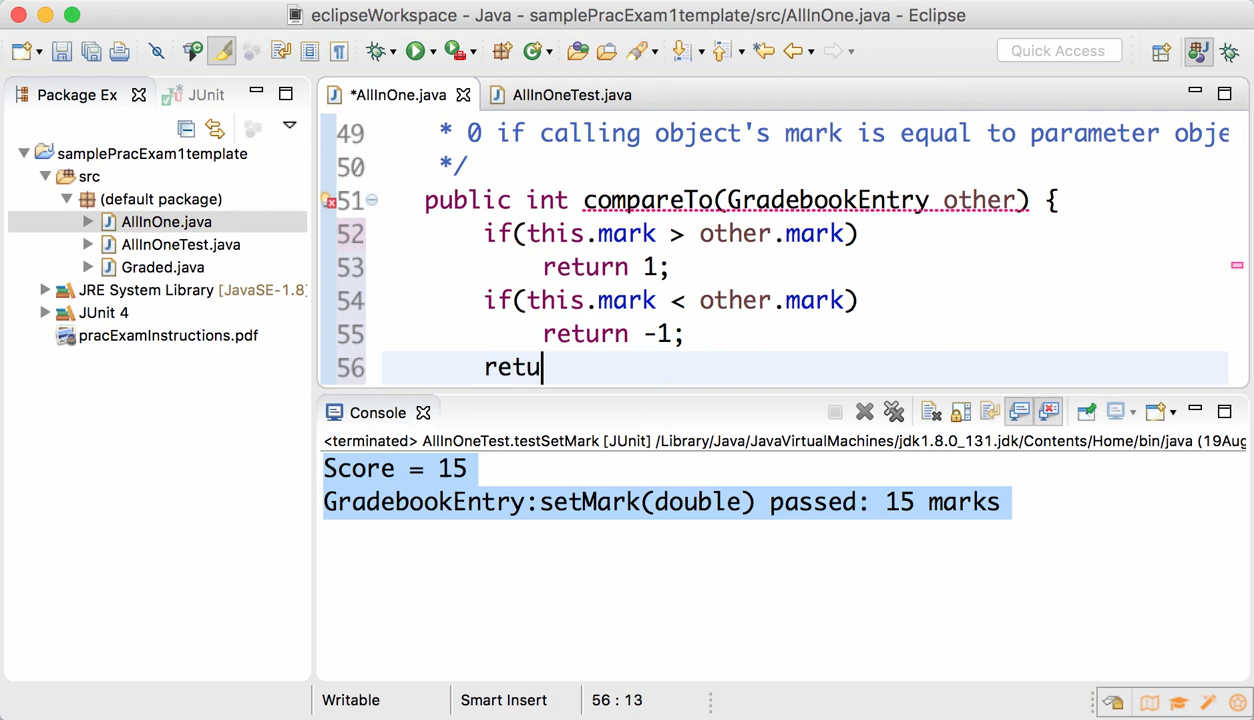 eclipseWorkspace - Java - samplePracExam1template/src/AllInOne.java - Eclipse
Quick Access
Package Ex
JUnit
*AllInOne.java
AllInOneTest.java
samplePracExam1template
src
(default package)
AllInOne.java
AllInOneTest.java
Graded.java
JRE System Library [JavaSE-1.8]
JUnit 4
pracExamInstructions.pdf
49 * 0 if calling object's mark is equal to parameter obje
50 */
51 public int compareTo(GradebookEntry other) {
52 if(this.mark > other.mark)
53 return 1;
54 if(this.mark < other.mark)
55 return -1;
56 retu
Console
<terminated> AllInOneTest.testSetMark [JUnit] /Library/Java/JavaVirtualMachines/jdk1.8.0_131.jdk/Contents/Home/bin/java (19Aug
Score = 15
GradebookEntry:setMark(double) passed: 15 marks
Writable
Smart Insert
56 : 13